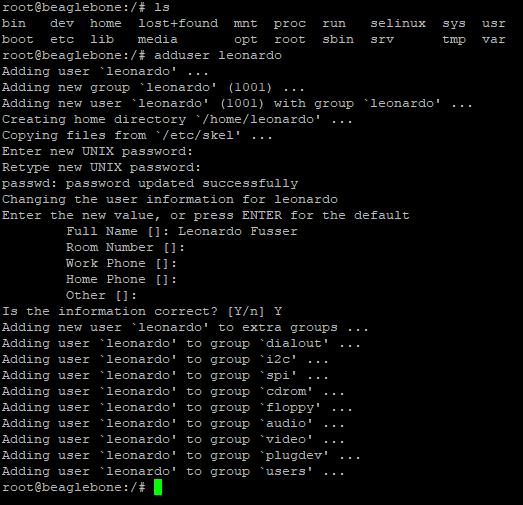 root@beaglebone:/# ls
bin   dev  home  lost+found  mnt  proc  run   selinux  sys  usr
boot  etc  lib   media       opt  root  sbin  srv      tmp  var
root@beaglebone:/# adduser leonardo
Adding user `leonardo' ...
Adding new group `leonardo' (1001) ...
Adding new user `leonardo' (1001) with group `leonardo' ...
Creating home directory `/home/leonardo' ...
Copying files from `/etc/skel' ...
Enter new UNIX password:
Retype new UNIX password:
passwd: password updated successfully
Changing the user information for leonardo
Enter the new value, or press ENTER for the default
        Full Name []: Leonardo Fusser
        Room Number []:
        Work Phone []:
        Home Phone []:
        Other []:
Is the information correct? [Y/n] Y
Adding new user `leonardo' to extra groups ...
Adding user `leonardo' to group `dialout' ...
Adding user `leonardo' to group `i2c' ...
Adding user `leonardo' to group `spi' ...
Adding user `leonardo' to group `cdrom' ...
Adding user `leonardo' to group `floppy' ...
Adding user `leonardo' to group `audio' ...
Adding user `leonardo' to group `video' ...
Adding user `leonardo' to group `plugdev' ...
Adding user `leonardo' to group `users' ...
root@beaglebone:/#